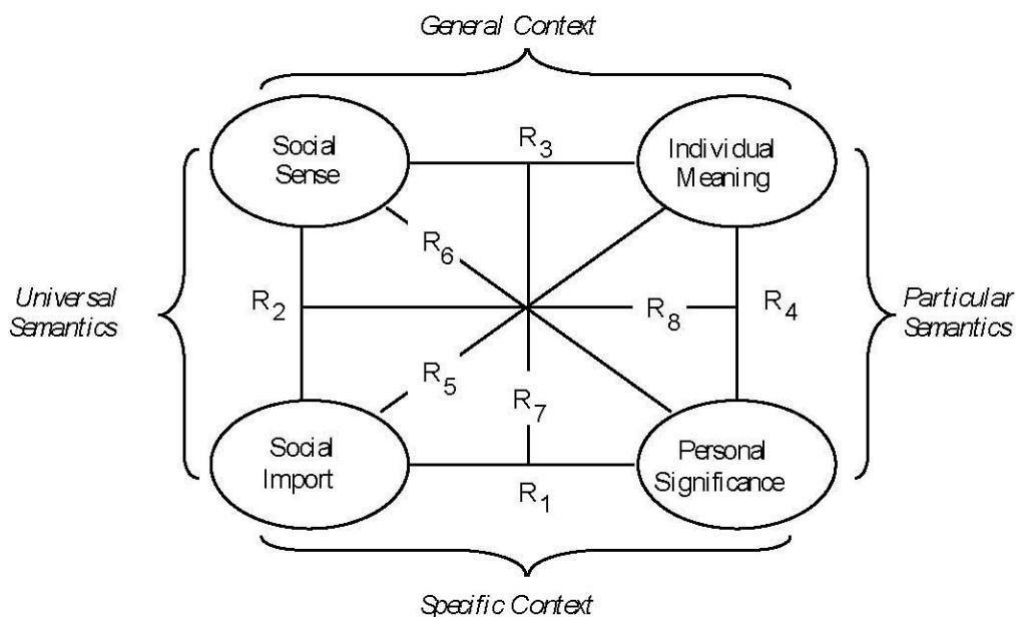 General Context
Social
Sense
R3
Individual
Meaning
R6
Universal
Semantics
R2
R8
R4
Particular
Semantics
R5
R7
Social
Import
R1
Personal
Significance
Specific Context